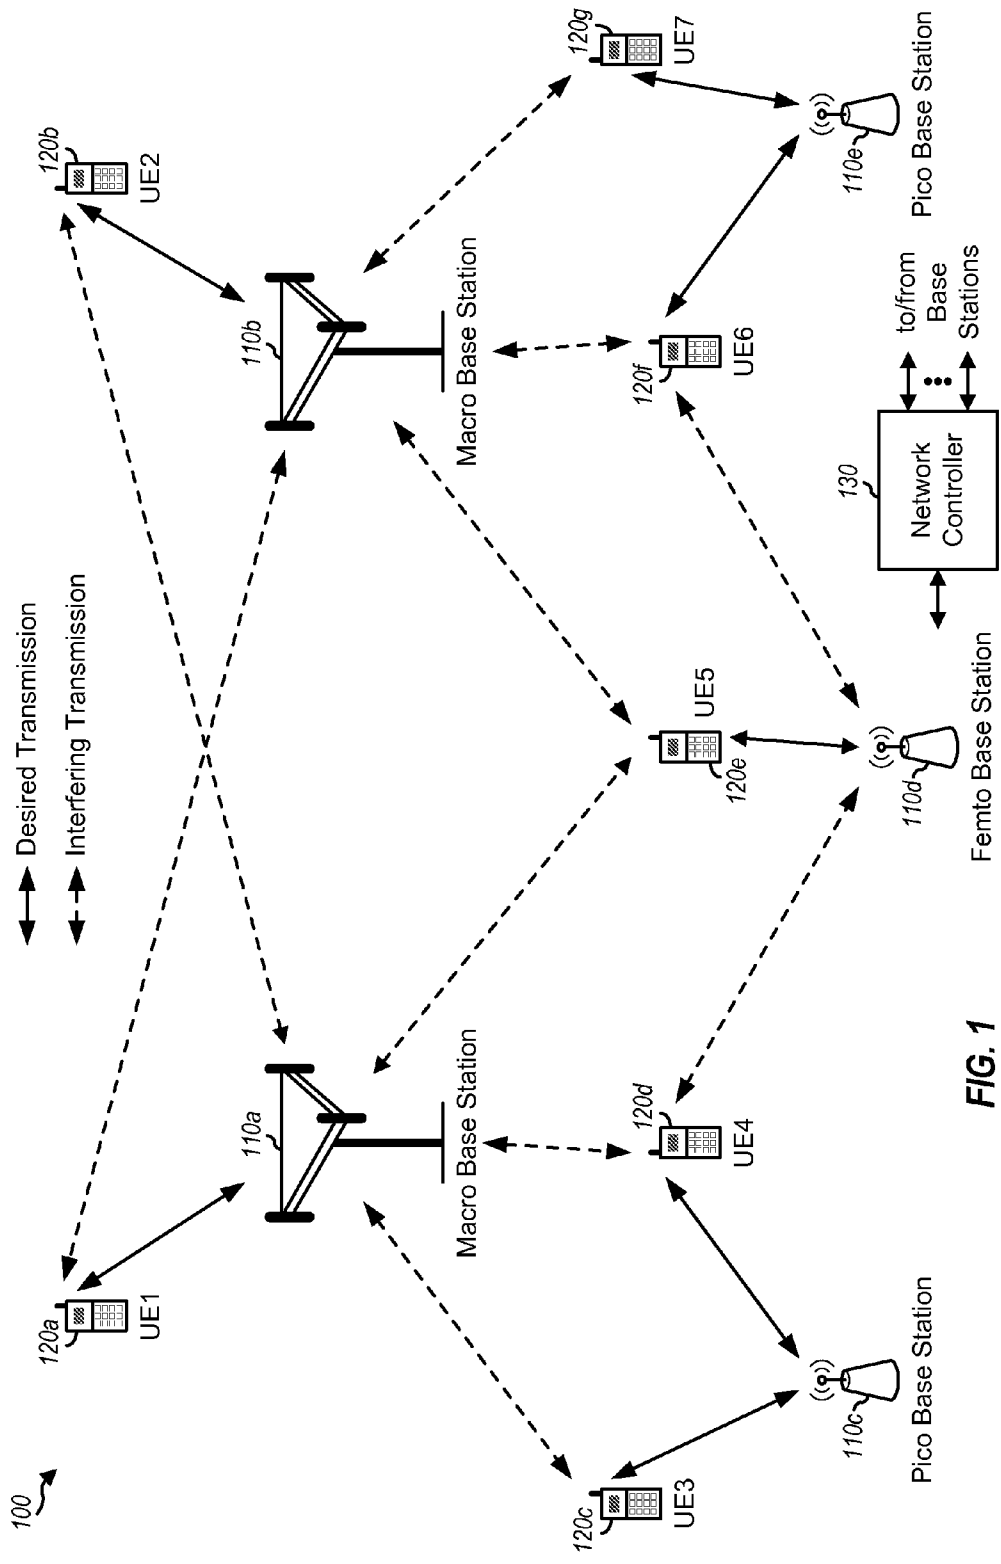 100
Desired Transmission
Interfering Transmission
120a
UE1
120b
UE2
110a
Macro Base Station
110b
Macro Base Station
120c
UE3
120d
UE4
120e
UE5
120f
UE6
120g
UE7
110c
Pico Base Station
110d
Femto Base Station
110e
Pico Base Station
130
Network
Controller
to/from
Base
Stations
FIG. 1